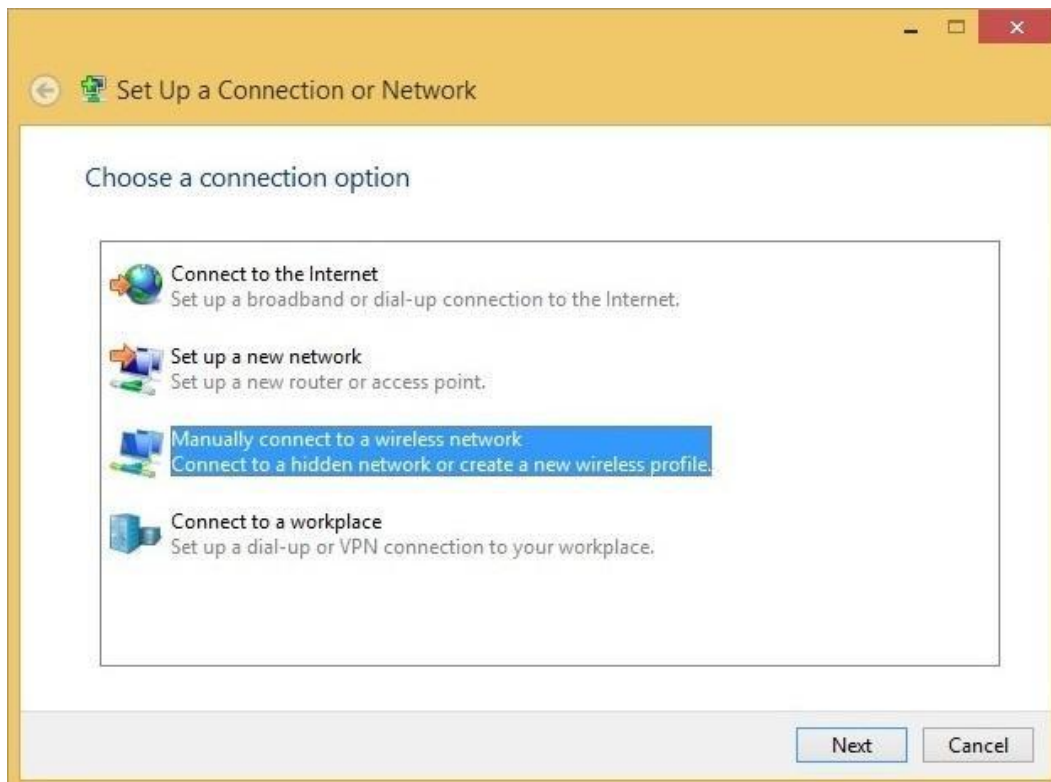 Set Up a Connection or Network
Choose a connection option
Connect to the Internet
Set up a broadband or dial-up connection to the Internet.
Set up a new network
Set up a new router or access point.
Manually connect to a wireless network
Connect to a hidden network or create a new wireless profile.
Connect to a workplace
Set up a dial-up or VPN connection to your workplace.
Next
Cancel